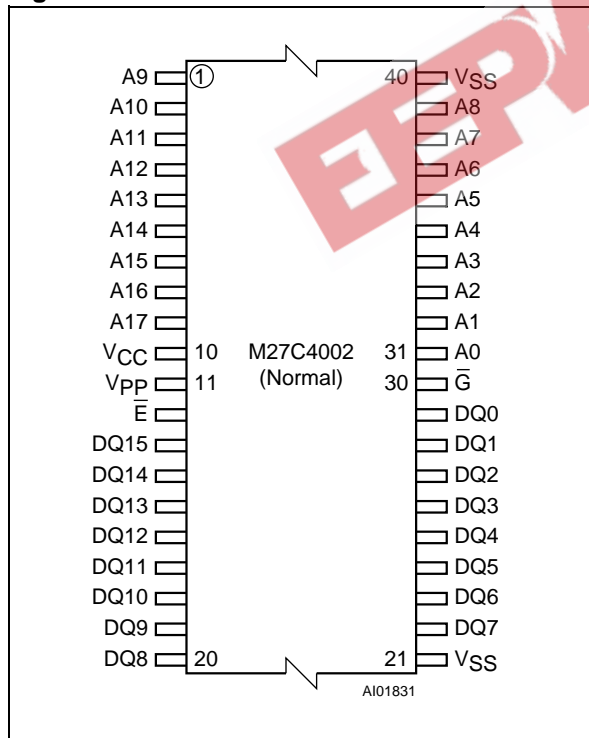 A9 1 40 VSS
A10 A8
A11 A7
A12 A6
A13 A5
A14 A4
A15 A3
A16 A2
A17 A1
VCC 10 M27C4002 31 A0
VPP 11 (Normal) 30 G̅
E̅ DQ0
DQ15 DQ1
DQ14 DQ2
DQ13 DQ3
DQ12 DQ4
DQ11 DQ5
DQ10 DQ6
DQ9 DQ7
DQ8 20 21 VSS
AI01831